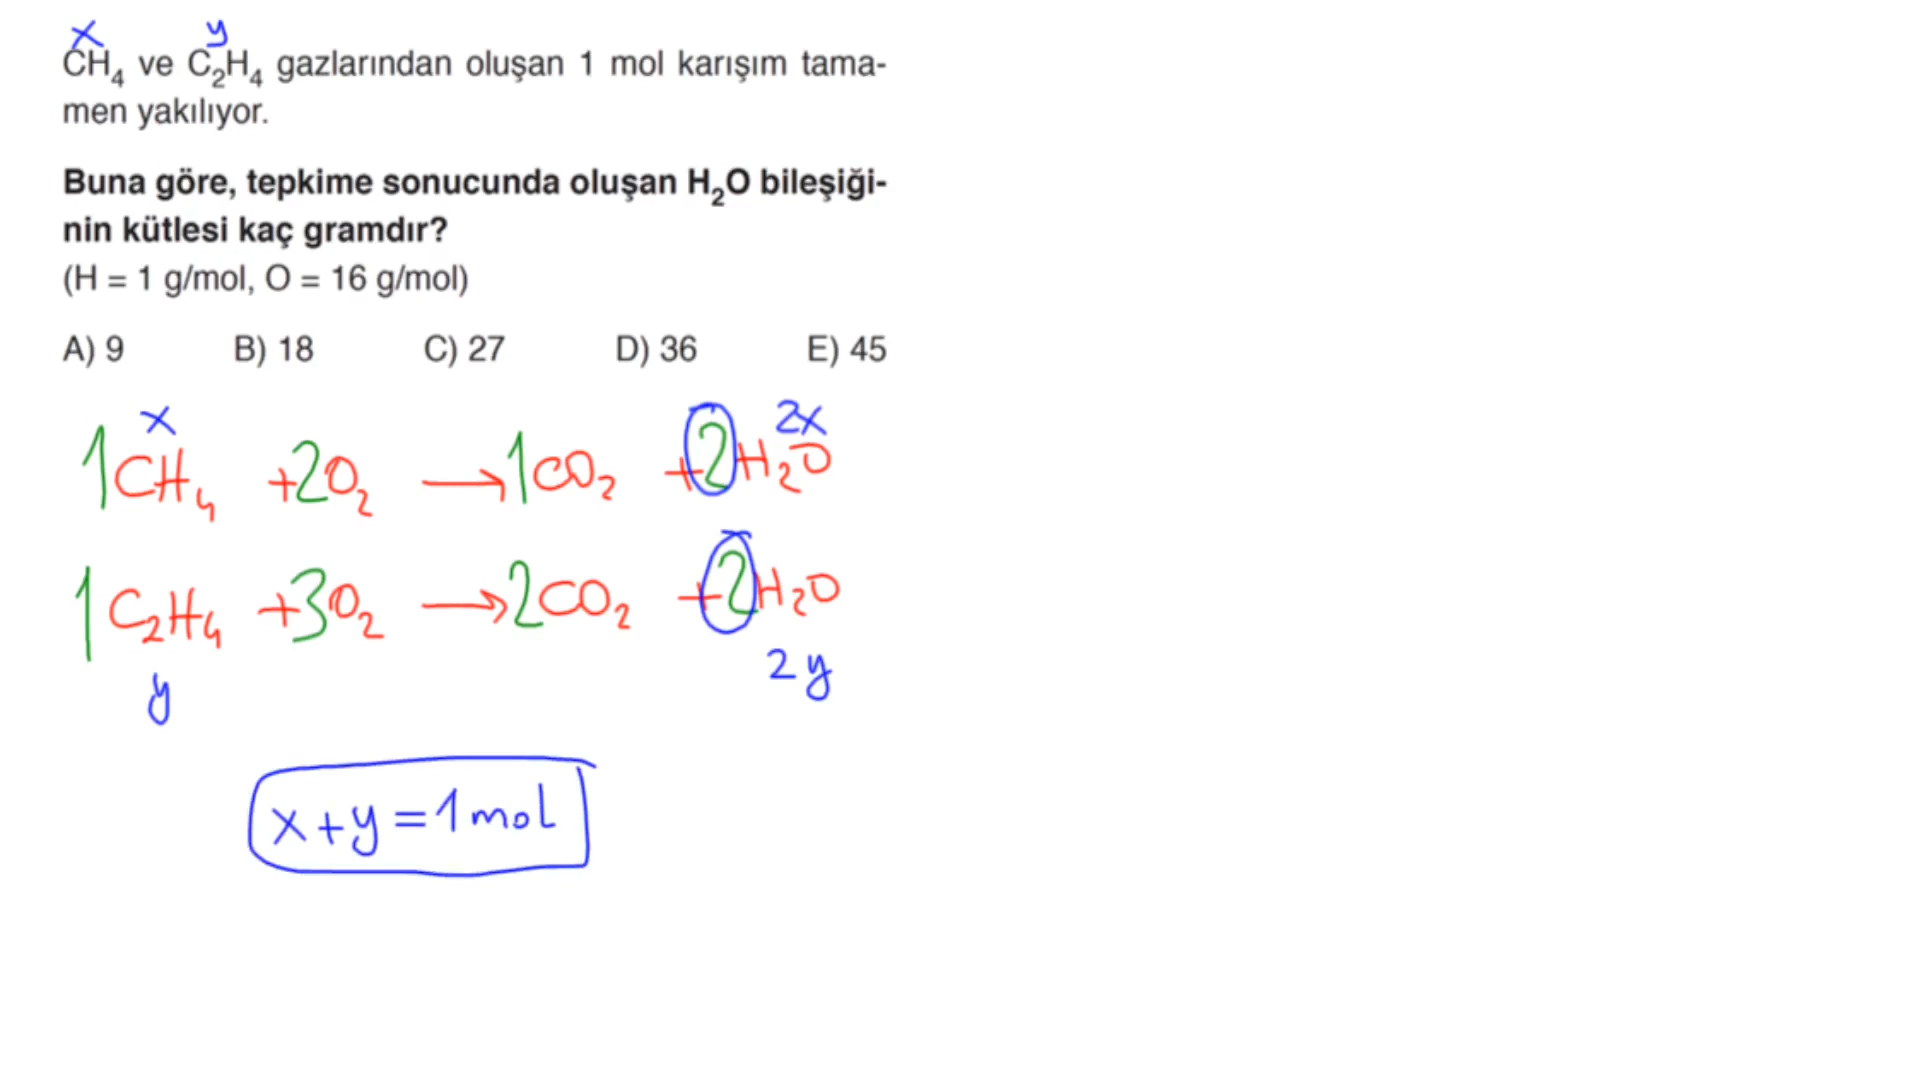 x y
CH₄ ve C₂H₄ gazlarından oluşan 1 mol karışım tama-
men yakılıyor.
Buna göre, tepkime sonucunda oluşan H₂O bileşiği-
nin kütlesi kaç gramdır?
(H = 1 g/mol, O = 16 g/mol)
A) 9 B) 18 C) 27 D) 36 E) 45
x 2x
1CH₄ +2O₂ → 1CO₂ +2H₂O
1C₂H₄ +3O₂ → 2CO₂ +2H₂O
y 2y
x+y=1mol